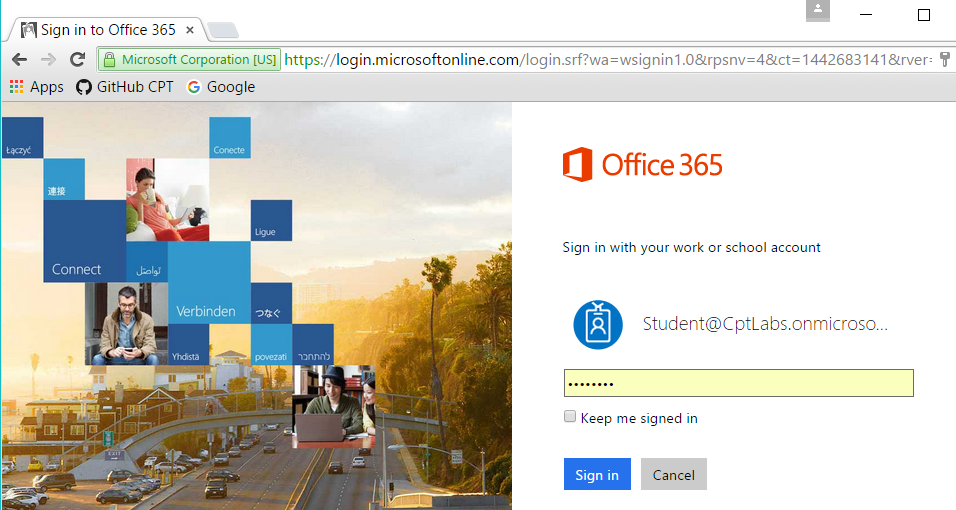 Sign in to Office 365
Microsoft Corporation [US] https://login.microsoftonline.com/login.srf?wa=wsignin1.0&rpsnv=4&ct=1442683141&rver=
Apps GitHub CPT Google
Łączyć
Conecte
連接
Ligue
Connect
تواصَل
Verbinden
つなぐ
Yhdistä
povezati
להתחבר
EXIT
Office 365
Sign in with your work or school account
Student@CptLabs.onmicroso...
••••••••
Keep me signed in
Sign in Cancel